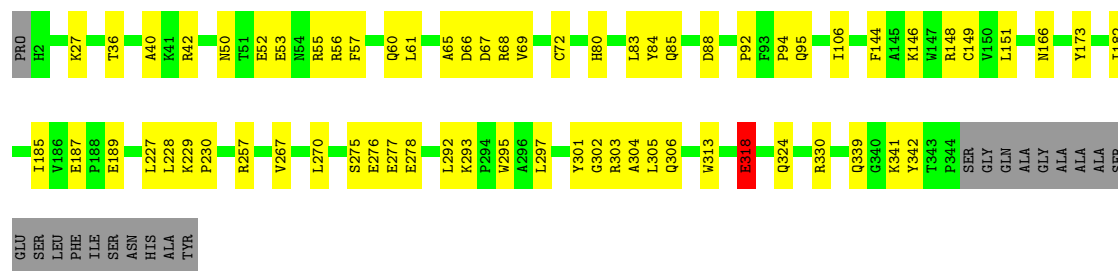 PRO H2 K27 T36 A40 K41 R42 N50 T51 E52 E53 N54 R55 R56 F57 Q60 L61 A65 D66 D67 R68 V69 C72 H80 L83 Y84 Q85 D88 P92 F93 P94 Q95 I106 F144 A145 K146 W147 R148 C149 V150 L151 N166 Y173
I185 V186 E187 P188 E189 L227 L228 K229 P230 R257 V267 L270 S275 E276 E277 E278 L292 K293 P294 W295 A296 L297 Y301 G302 R303 A304 L305 Q306 W313 E318 Q324 R330 Q339 G340 K341 Y342 T343 P344 SER GLY GLN ALA GLY ALA ALA ALA SER
GLU SER LEU PHE ILE SER ASN HIS ALA TYR